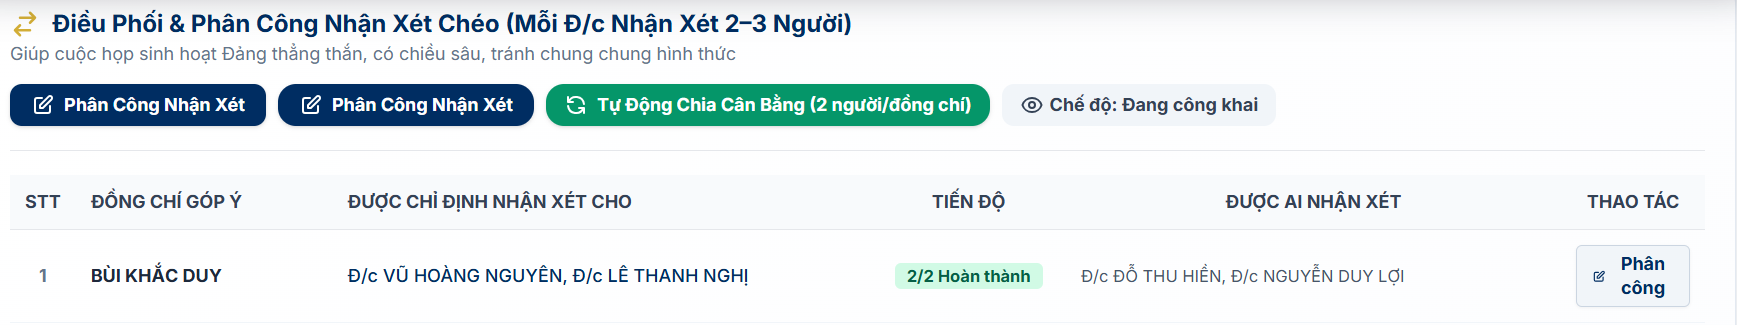 Điều Phối & Phân Công Nhận Xét Chéo (Mỗi Đ/c Nhận Xét 2–3 Người)
Giúp cuộc họp sinh hoạt Đảng thẳng thắn, có chiều sâu, tránh chung chung hình thức
Phân Công Nhận Xét Phân Công Nhận Xét Tự Động Chia Cân Bằng (2 người/đồng chí) Chế độ: Đang công khai
STT ĐỒNG CHÍ GÓP Ý ĐƯỢC CHỈ ĐỊNH NHẬN XÉT CHO TIẾN ĐỘ ĐƯỢC AI NHẬN XÉT THAO TÁC
1 BÙI KHẮC DUY Đ/c VŨ HOÀNG NGUYÊN, Đ/c LÊ THANH NGHỊ 2/2 Hoàn thành Đ/c ĐỖ THU HIỀN, Đ/c NGUYỄN DUY LỢI Phân
công